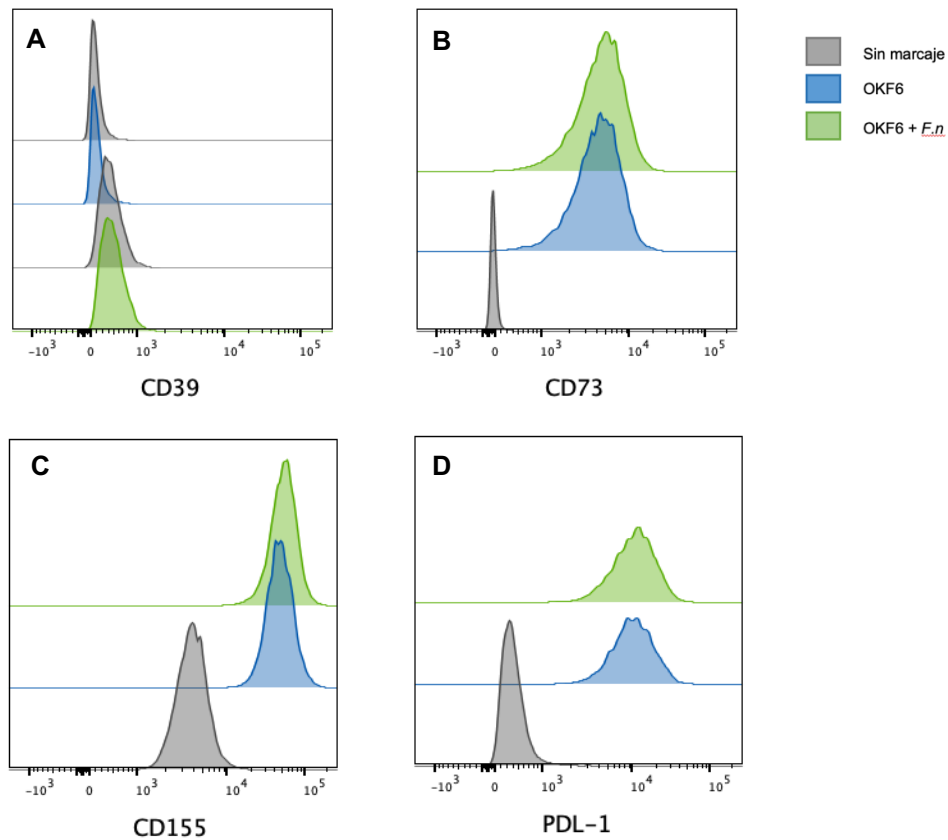 A
B
Sin marcaje
OKF6
OKF6 + F.n
-10³ 0 10³ 10⁴ 10⁵
CD39
-10³ 0 10³ 10⁴ 10⁵
CD73
C
D
-10³ 0 10³ 10⁴ 10⁵
CD155
-10³ 0 10³ 10⁴ 10⁵
PDL-1